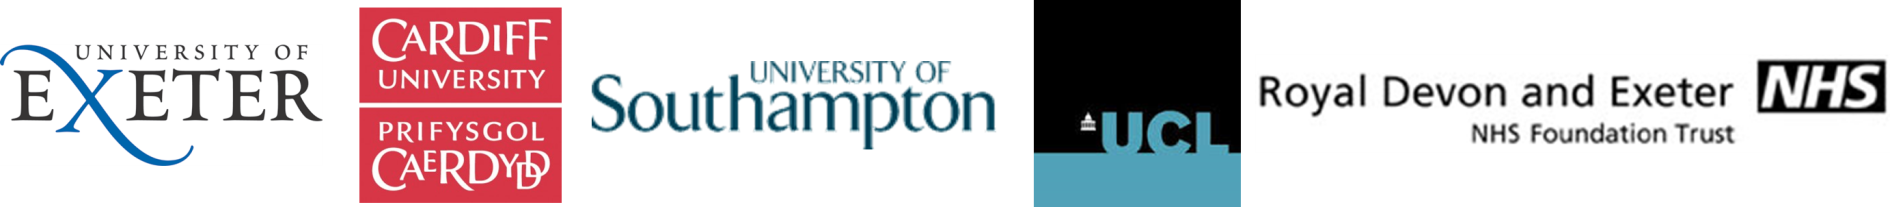 UNIVERSITY OF
EXETER
CARDIFF
UNIVERSITY
PRIFYSGOL
CAERDYDD
UNIVERSITY OF
Southampton
UCL
Royal Devon and Exeter NHS
NHS Foundation Trust